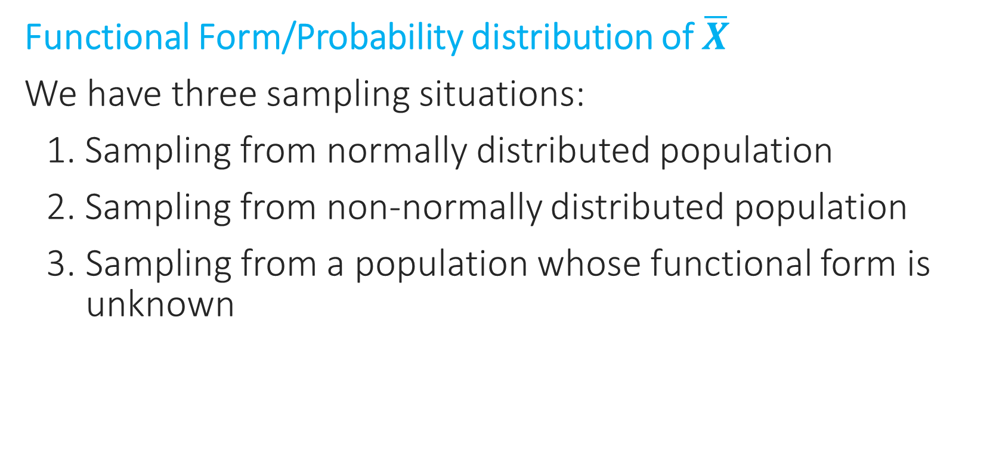 Functional Form/Probability distribution of X̅
We have three sampling situations:
1. Sampling from normally distributed population
2. Sampling from non-normally distributed population
3. Sampling from a population whose functional form is
unknown